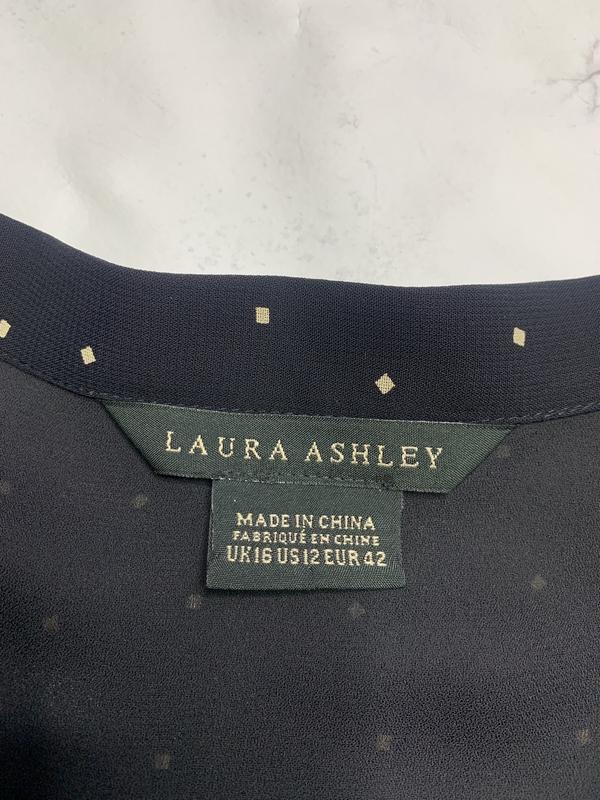 LAURA ASHLEY
MADE IN CHINA
FABRIQUÉ EN CHINE
UK16 US12 EUR 42